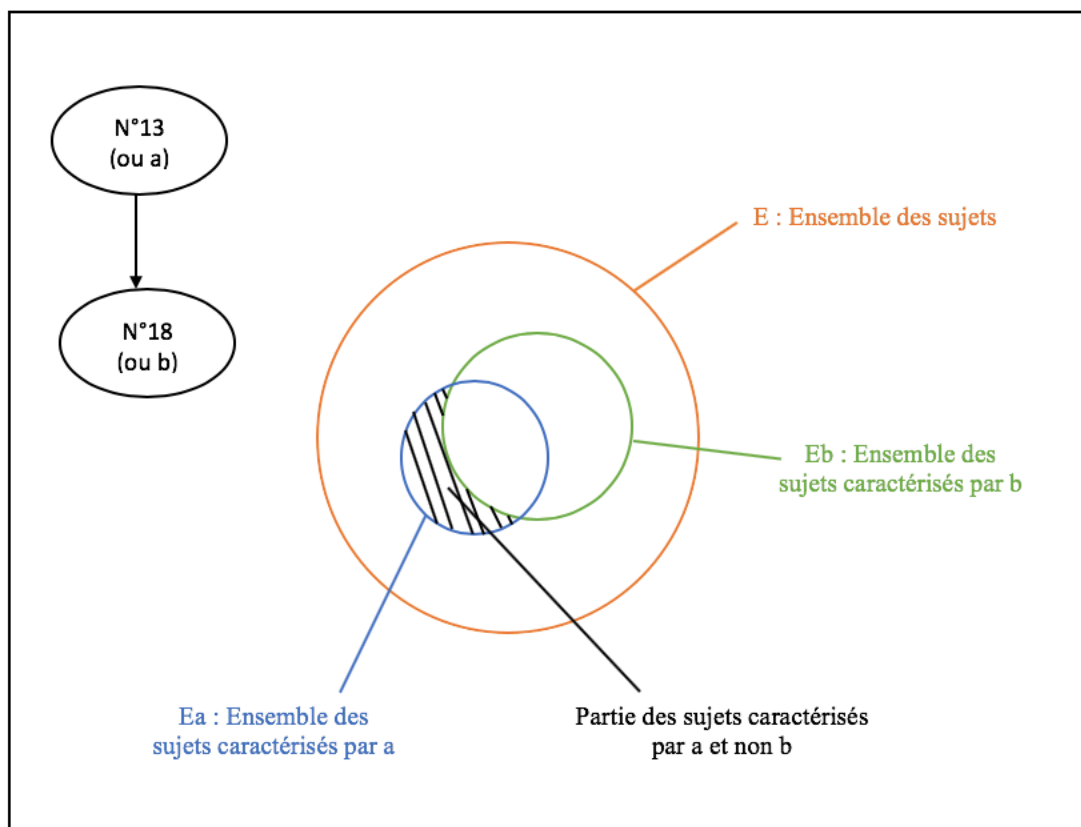 N°13
(ou a)
N°18
(ou b)
E : Ensemble des sujets
Eb : Ensemble des
sujets caractérisés par b
Ea : Ensemble des
sujets caractérisés par a
Partie des sujets caractérisés
par a et non b